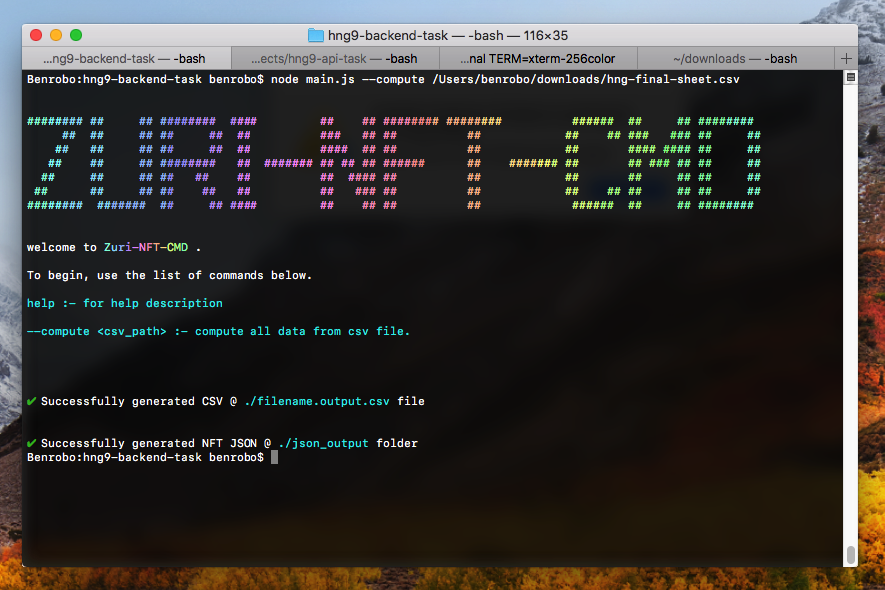 hng9-backend-task — -bash — 116×35
...ng9-backend-task — -bash
...ects/hng9-api-task — -bash
...nal TERM=xterm-256color
~/downloads — -bash
Benrobo:hng9-backend-task benrobo$ node main.js --compute /Users/benrobo/downloads/hng-final-sheet.csv
ZURI-NFT-CMD
welcome to Zuri-NFT-CMD .
To begin, use the list of commands below.
help :- for help description
--compute <csv_path> :- compute all data from csv file.
✔ Successfully generated CSV @ ./filename.output.csv file
✔ Successfully generated NFT JSON @ ./json_output folder
Benrobo:hng9-backend-task benrobo$